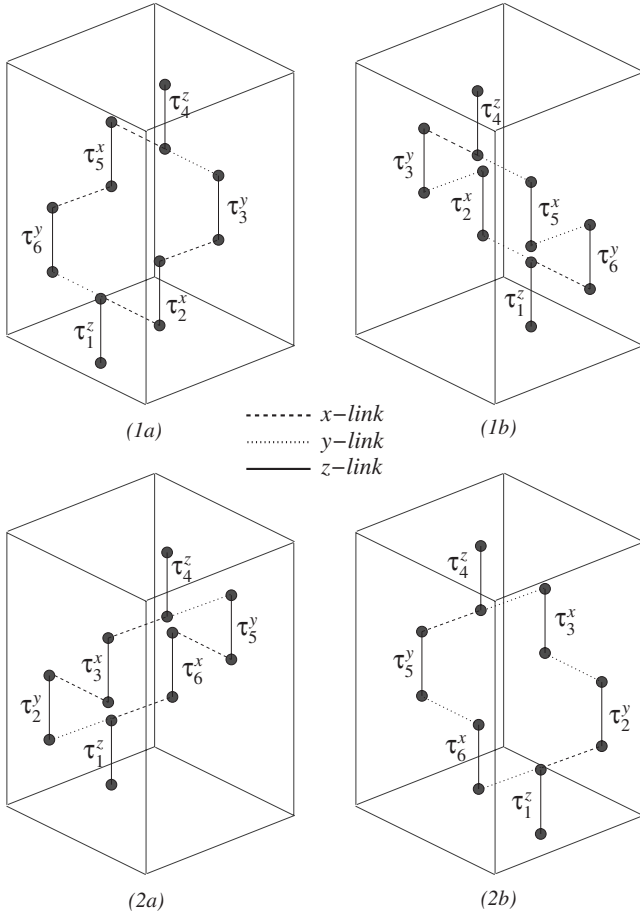 τ₄ᶻ
τ₅ˣ
τ₃ʸ
τ₆ʸ
τ₂ˣ
τ₁ᶻ
(1a)
τ₄ᶻ
τ₃ʸ
τ₂ˣ
τ₅ˣ
τ₆ʸ
τ₁ᶻ
(1b)
x−link
y−link
z−link
τ₄ᶻ
τ₅ʸ
τ₃ˣ
τ₆ˣ
τ₂ʸ
τ₁ᶻ
(2a)
τ₄ᶻ
τ₃ˣ
τ₅ʸ
τ₂ʸ
τ₆ˣ
τ₁ᶻ
(2b)